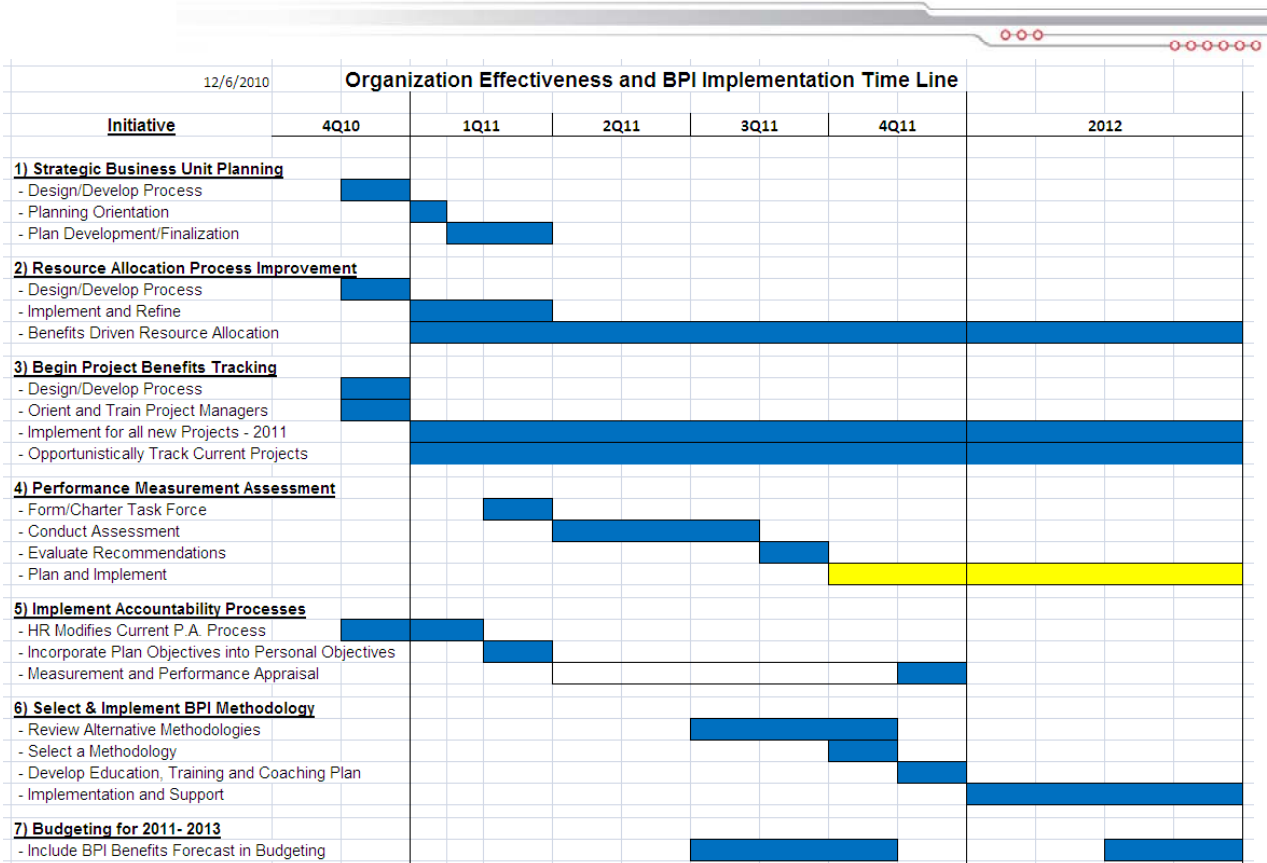 12/6/2010 Organization Effectiveness and BPI Implementation Time Line
Initiative 4Q10 1Q11 2Q11 3Q11 4Q11 2012
1) Strategic Business Unit Planning
- Design/Develop Process
- Planning Orientation
- Plan Development/Finalization
2) Resource Allocation Process Improvement
- Design/Develop Process
- Implement and Refine
- Benefits Driven Resource Allocation
3) Begin Project Benefits Tracking
- Design/Develop Process
- Orient and Train Project Managers
- Implement for all new Projects - 2011
- Opportunistically Track Current Projects
4) Performance Measurement Assessment
- Form/Charter Task Force
- Conduct Assessment
- Evaluate Recommendations
- Plan and Implement
5) Implement Accountability Processes
- HR Modifies Current P.A. Process
- Incorporate Plan Objectives into Personal Objectives
- Measurement and Performance Appraisal
6) Select & Implement BPI Methodology
- Review Alternative Methodologies
- Select a Methodology
- Develop Education, Training and Coaching Plan
- Implementation and Support
7) Budgeting for 2011- 2013
- Include BPI Benefits Forecast in Budgeting